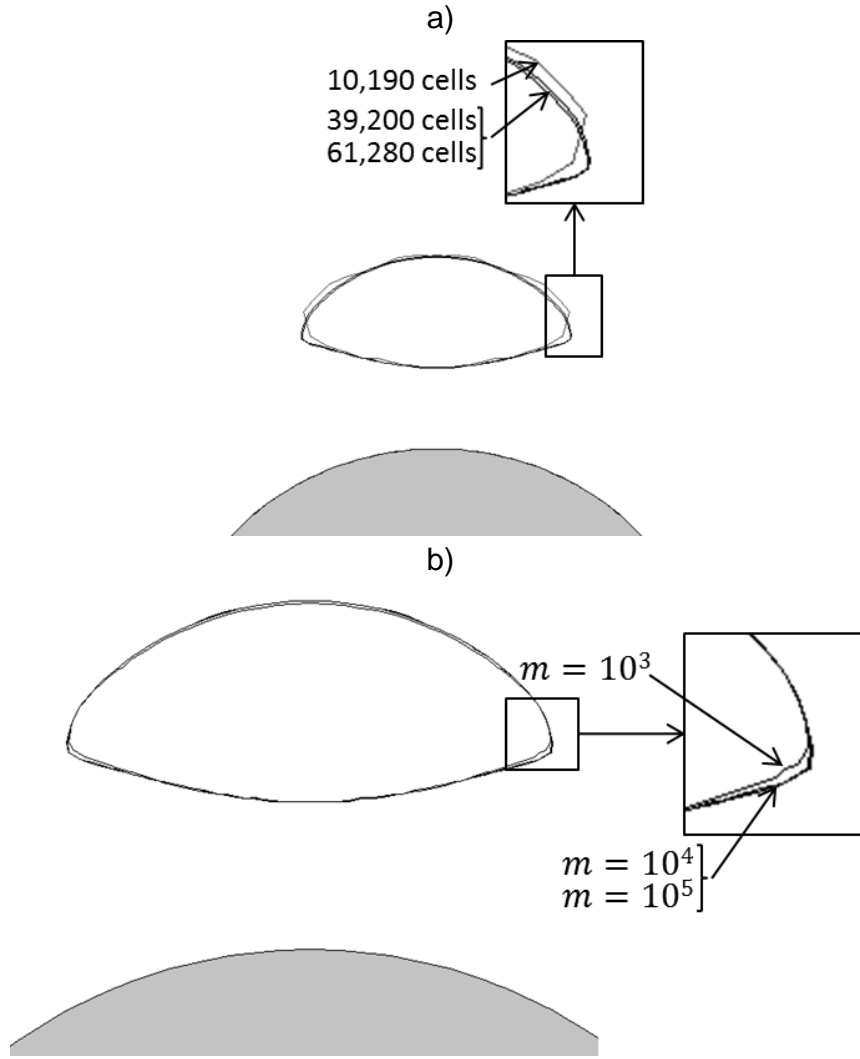 a)
10,190 cells
39,200 cells
61,280 cells
b)
m = 10³
m = 10⁴
m = 10⁵